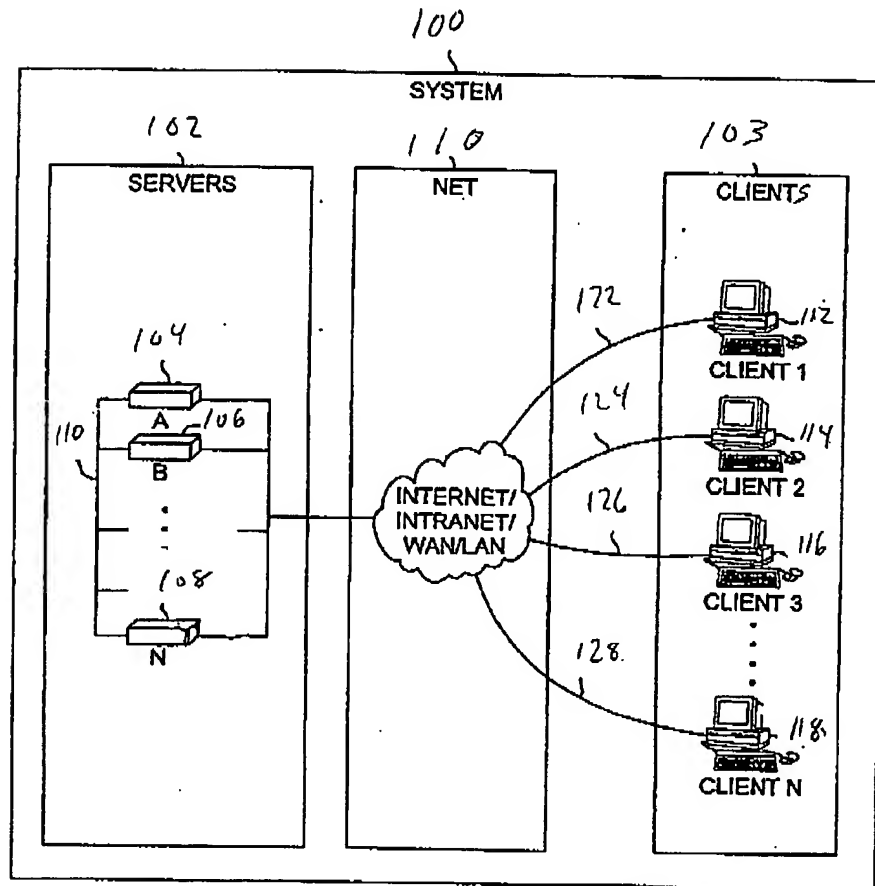 100
SYSTEM
102
110
103
SERVERS
NET
CLIENTS
122
112
CLIENT 1
104
A
106
B
110
124
114
CLIENT 2
INTERNET/
INTRANET/
WAN/LAN
126
116
CLIENT 3
108
N
128
118
CLIENT N